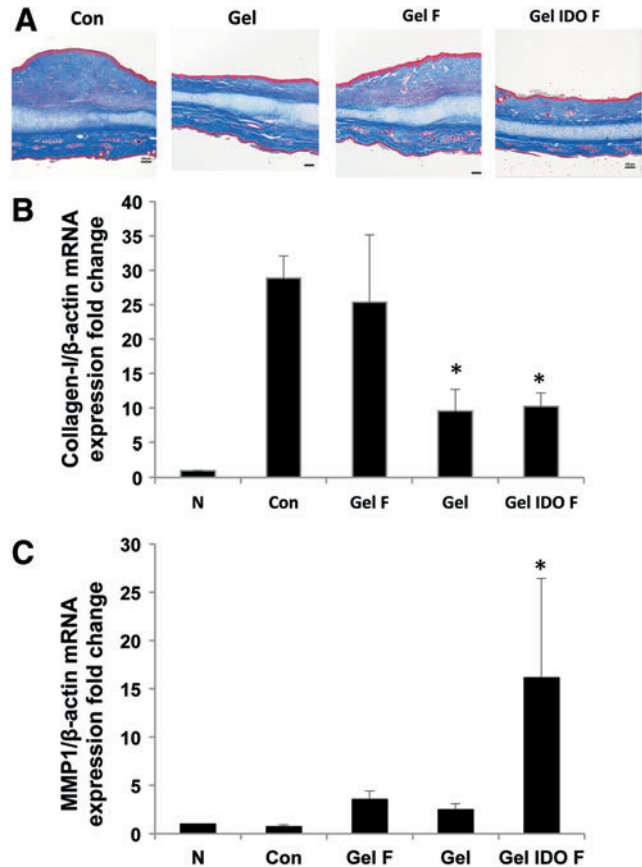 A
Con
Gel
Gel F
Gel IDO F
B
Collagen-I/β-actin mRNA
expression fold change
40
35
30
25
20
15
10
5
0
*
*
N
Con
Gel F
Gel
Gel IDO F
C
MMP1/β-actin mRNA
expression fold change
30
25
20
15
10
5
0
*
N
Con
Gel F
Gel
Gel IDO F